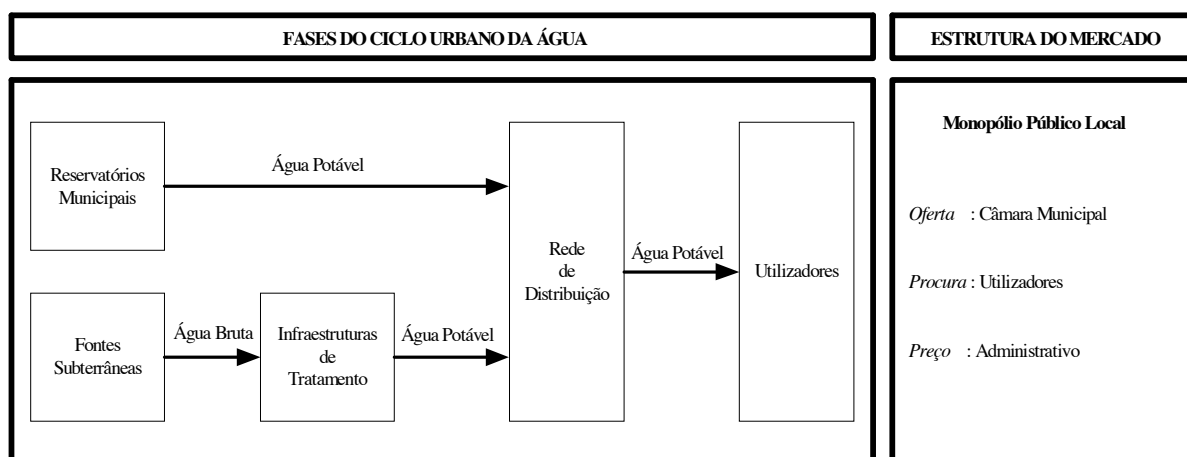 FASES DO CICLO URBANO DA ÁGUA
ESTRUTURA DO MERCADO
Reservatórios
Municipais
Água Potável
Fontes
Subterrâneas
Água Bruta
Infraestruturas
de
Tratamento
Água Potável
Rede
de
Distribuição
Água Potável
Utilizadores
Monopólio Público Local
Oferta : Câmara Municipal
Procura : Utilizadores
Preço : Administrativo